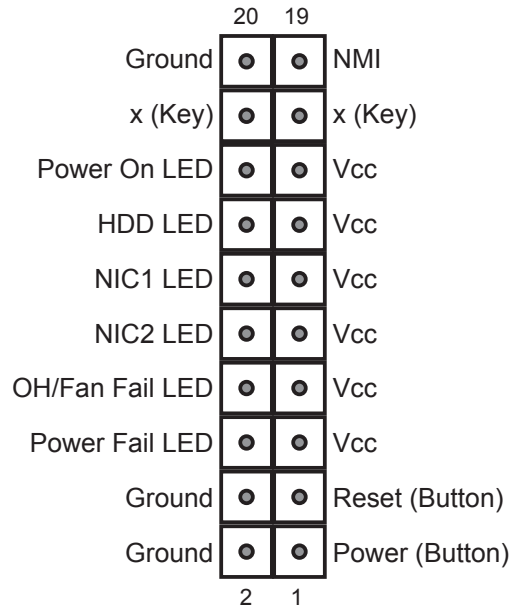 20 19
Ground NMI
x (Key) x (Key)
Power On LED Vcc
HDD LED Vcc
NIC1 LED Vcc
NIC2 LED Vcc
OH/Fan Fail LED Vcc
Power Fail LED Vcc
Ground Reset (Button)
Ground Power (Button)
2 1